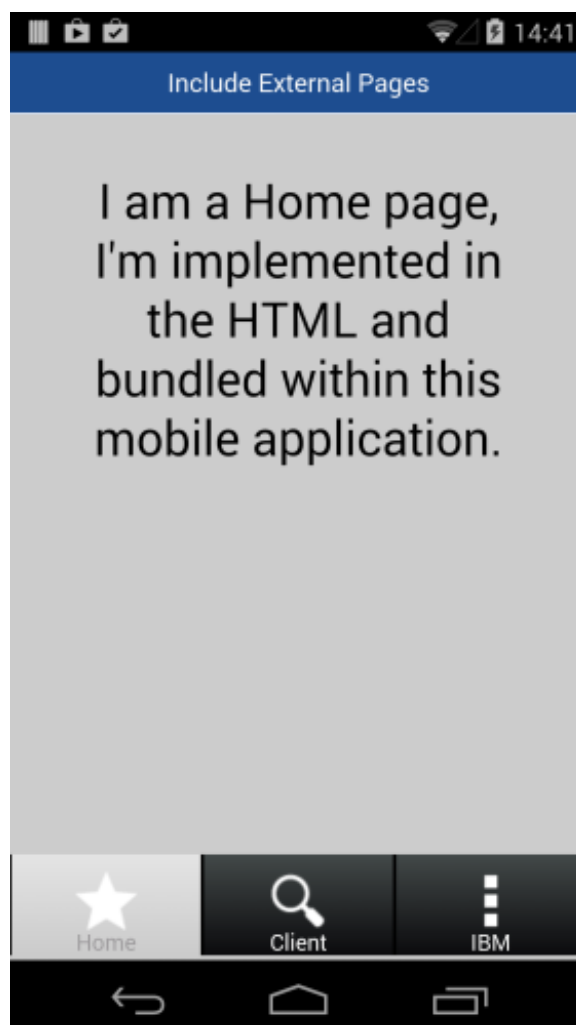 14:41
Include External Pages
I am a Home page,
I'm implemented in
the HTML and
bundled within this
mobile application.
Home Client IBM